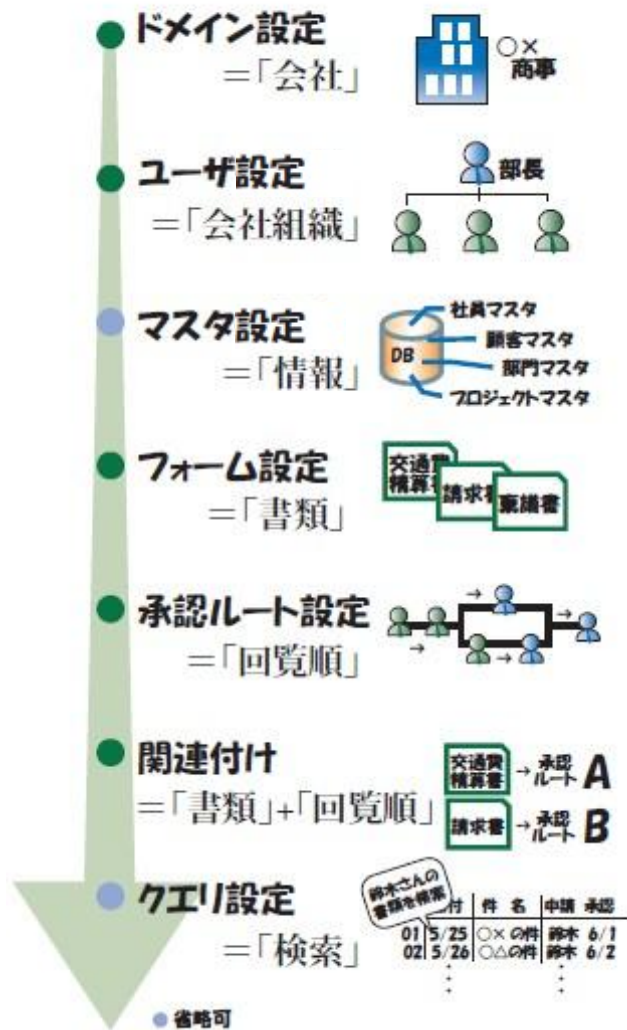 ドメイン設定
=「会社」
○×
商事
ユーザ設定
=「会社組織」
部長
マスタ設定
=「情報」
DB
社員マスタ
顧客マスタ
部門マスタ
プロジェクトマスタ
フォーム設定
=「書類」
交通費
精算書
請求書
稟議書
承認ルート設定
=「回覧順」
→ → → →
関連付け
=「書類」+「回覧順」
交通費
精算書 → 承認ルート A
請求書 → 承認ルート B
クエリ設定
=「検索」
鈴木さんの
書類を検索
付 件 名 申請 承認
01 5/25 ○×の件 鈴木 6/1
02 5/26 ○△の件 鈴木 6/2
省略可